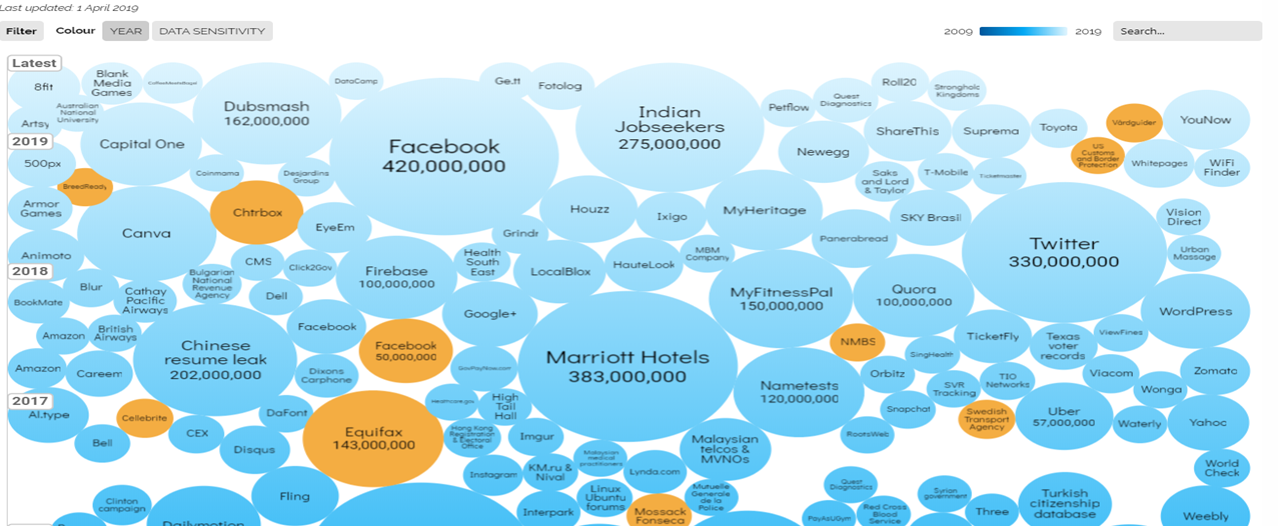 Last updated: 1 April 2019
Filter
Colour
YEAR
DATA SENSITIVITY
2009
2019
Search...
Latest
8fit
Blank
Media
Games
CoffeeMeetsBagel
DataCamp
Ge.tt
Fotolog
Roll20
Stronghold
Kingdoms
Dubsmash
162,000,000
Facebook
420,000,000
Indian
Jobseekers
275,000,000
Petflow
Quest
Diagnostics
Artsy
Australian
National
University
Capital One
ShareThis
Suprema
Toyota
Vårdguider
YouNow
2019
500px
BreedReady
Coinmama
Desjardins
Group
Newegg
Saks
and Lord
& Taylor
T-Mobile
Ticketmaster
US
Customs
and Border
Protection
Whitepages
WiFi
Finder
Armor
Games
Canva
Chtrbox
EyeEm
Houzz
Ixigo
MyHeritage
SKY Brasil
Vision
Direct
Grindr
Panerabread
Twitter
330,000,000
Urban
Massage
Animoto
2018
Blur
Bulgarian
National
Revenue
Agency
CMS
Click2Gov
Firebase
100,000,000
Health
South
East
LocalBlox
HauteLook
MBM
Company
MyFitnessPal
150,000,000
Quora
100,000,000
BookMate
Cathay
Pacific
Airways
Dell
WordPress
Amazon
British
Airways
Facebook
Google+
Marriott Hotels
383,000,000
NMBS
TicketFly
Texas
voter
records
ViewFines
Chinese
resume leak
202,000,000
Facebook
50,000,000
SingHealth
Amazon
Careem
Dixons
Carphone
GovPayNow.com
Nametests
120,000,000
Orbitz
SVR
Tracking
TIO
Networks
Viacom
Zomato
2017
Al.type
Cellebrite
DaFont
Equifax
143,000,000
Healthcare.gov
High
Tail
Hall
Snapchat
Swedish
Transport
Agency
Uber
57,000,000
Wonga
Waterly
Yahoo
Bell
CEX
Disqus
Hong Kong
Registration
& Electoral
Office
Imgur
Malaysian
medical
practitioners
Malaysian
telcos &
MVNOs
RootsWeb
World
Check
Instagram
KM.ru &
Nival
Lynda.com
Clinton
campaign
Dailymotion
Fling
Interpark
Linux
Ubuntu
forums
Mossack
Fonseca
Mutuelle
Generale
de la
Police
Quest
Diagnostics
PayAsUGym
Red Cross
Blood
Service
Syrian
government
Three
Turkish
citizenship
database
Weebly